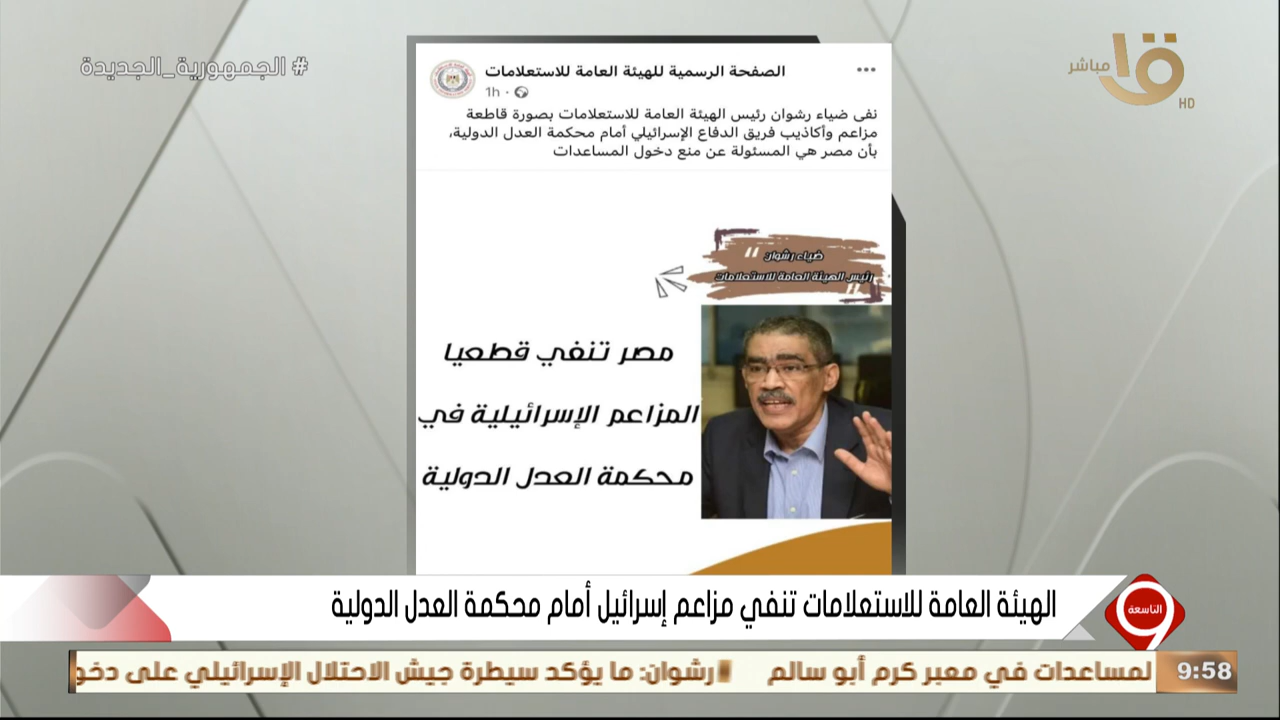 # الجمهورية_الجديدة
مباشر
HD
الصفحة الرسمية للهيئة العامة للاستعلامات
1h
نفى ضياء رشوان رئيس الهيئة العامة للاستعلامات بصورة قاطعة
مزاعم وأكاذيب فريق الدفاع الإسرائيلي أمام محكمة العدل الدولية،
بأن مصر هي المسئولة عن منع دخول المساعدات
ضياء رشوان
رئيس الهيئة العامة للاستعلامات
مصر تنفي قطعيا
المزاعم الإسرائيلية في
محكمة العدل الدولية
الهيئة العامة للاستعلامات تنفي مزاعم إسرائيل أمام محكمة العدل الدولية
التاسعة
9:58
لمساعدات في معبر كرم أبو سالم رشوان: ما يؤكد سيطرة جيش الاحتلال الإسرائيلي على دخو